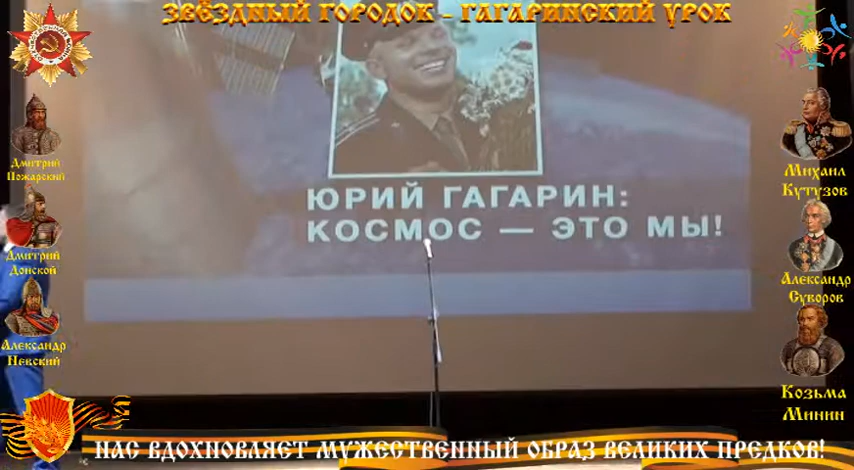 ЗВЁЗДНЫЙ ГОРОДОК - ГАГАРИНСКИЙ УРОК
Дмитрий
Пожарский
Дмитрий
Донской
Александр
Невский
ЮРИЙ ГАГАРИН:
КОСМОС — ЭТО МЫ!
Михаил
Кутузов
Александр
Суворов
Козьма
Минин
НАС ВДОХНОВЛЯЕТ МУЖЕСТВЕННЫЙ ОБРАЗ ВЕЛИКИХ ПРЕДКОВ!